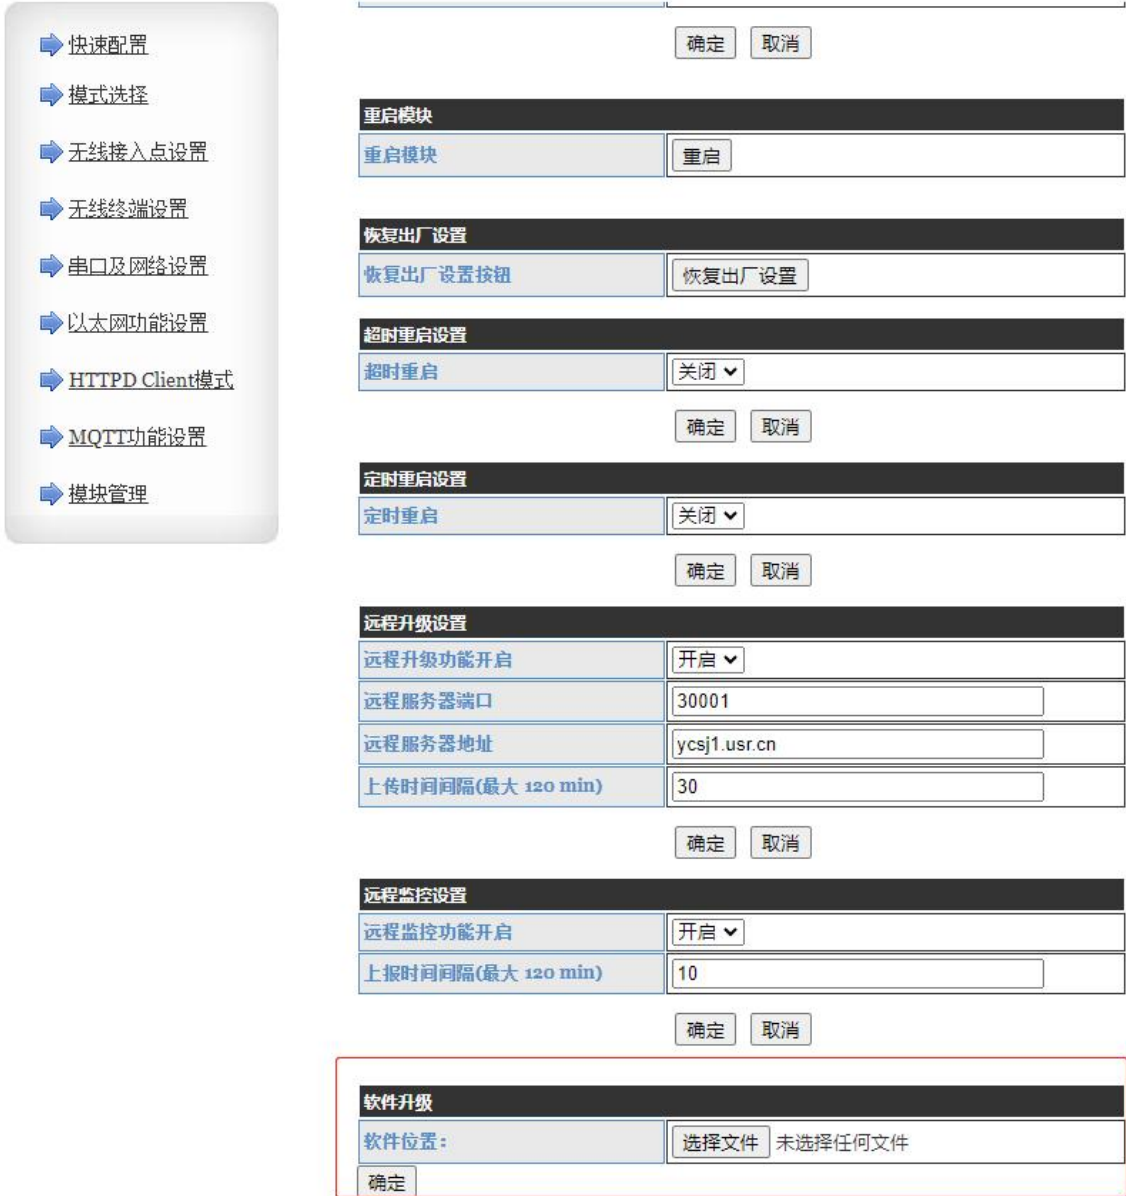 快速配置
模式选择
无线接入点设置
无线终端设置
串口及网络设置
以太网功能设置
HTTPD Client模式
MQTT功能设置
模块管理
确定 取消
重启模块
重启模块 重启
恢复出厂设置
恢复出厂设置按钮 恢复出厂设置
超时重启设置
超时重启 关闭
确定 取消
定时重启设置
定时重启 关闭
确定 取消
远程升级设置
远程升级功能开启 开启
远程服务器端口 30001
远程服务器地址 ycsj1.usr.cn
上传时间间隔(最大 120 min) 30
确定 取消
远程监控设置
远程监控功能开启 开启
上报时间间隔(最大 120 min) 10
确定 取消
软件升级
软件位置： 选择文件 未选择任何文件
确定